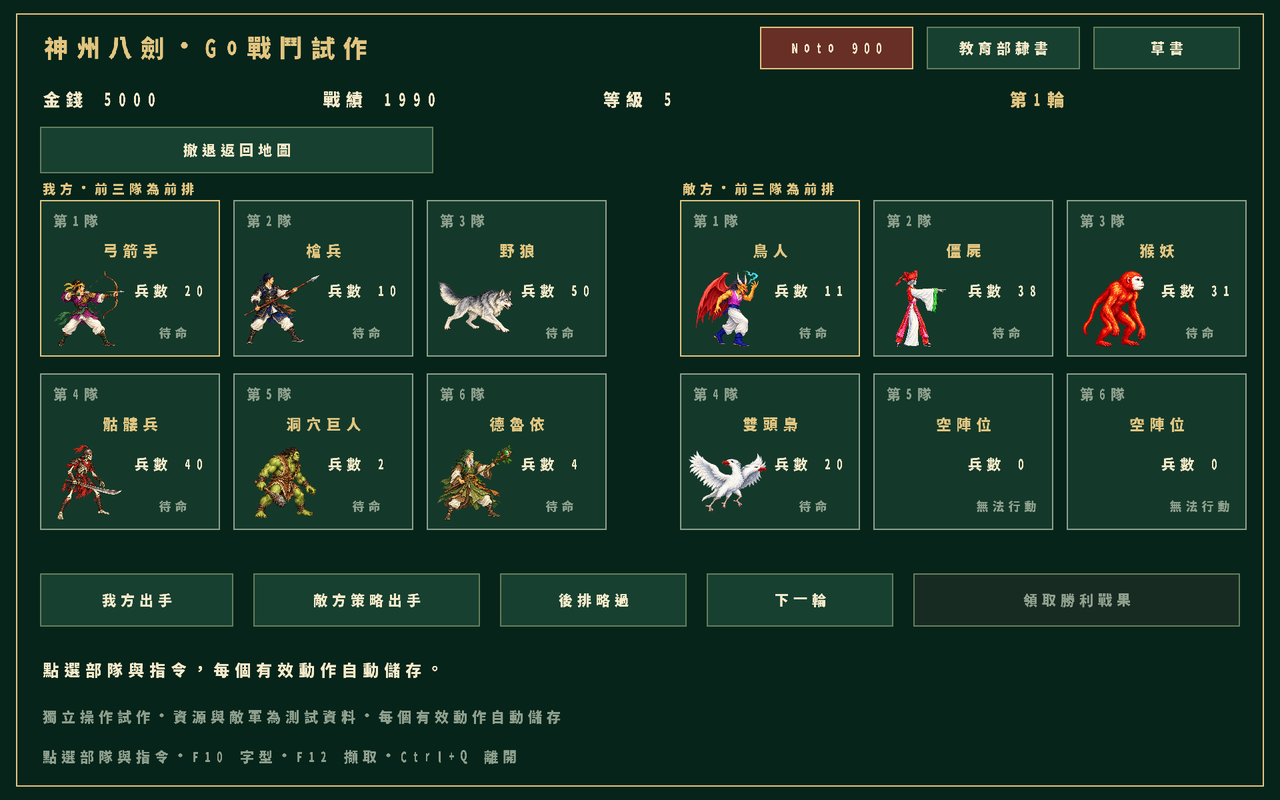 神州八劍・GO戰鬥試作
Noto 900
教育部隸書
草書
金錢 5000
戰績 1990
等級 5
第1輪
撤退返回地圖
我方・前三隊為前排
敵方・前三隊為前排
第1隊
弓箭手
兵數 20
待命
第2隊
槍兵
兵數 10
待命
第3隊
野狼
兵數 50
待命
第1隊
鳥人
兵數 11
待命
第2隊
僵屍
兵數 38
待命
第3隊
猴妖
兵數 31
待命
第4隊
骷髏兵
兵數 40
待命
第5隊
洞穴巨人
兵數 2
待命
第6隊
德魯依
兵數 4
待命
第4隊
雙頭梟
兵數 20
待命
第5隊
空陣位
兵數 0
無法行動
第6隊
空陣位
兵數 0
無法行動
我方出手
敵方策略出手
後排略過
下一輪
領取勝利戰果
點選部隊與指令，每個有效動作自動儲存。
獨立操作試作・資源與敵軍為測試資料・每個有效動作自動儲存
點選部隊與指令・F10 字型・F12 擷取・Ctrl+Q 離開